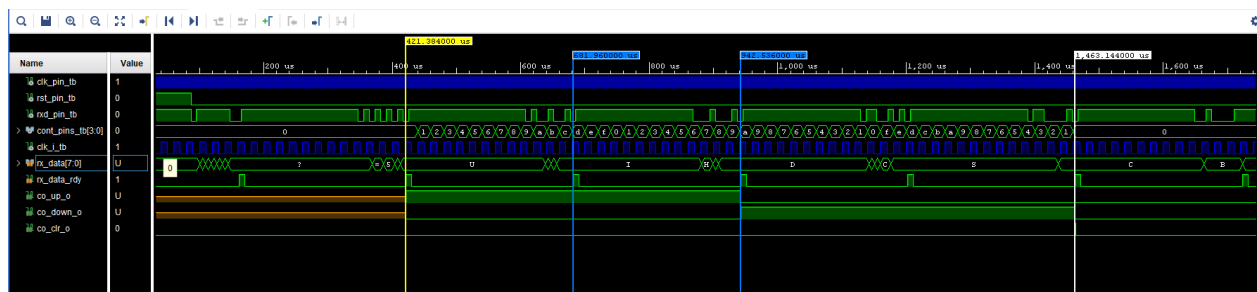 421.384000 us
681.960000 us
942.536000 us
1,463.144000 us
Name
Value
200 us
400 us
600 us
800 us
1,000 us
1,200 us
1,400 us
1,600 us
clk_pin_tb
1
rst_pin_tb
0
rxd_pin_tb
0
cont_pins_tb[3:0]
0
0 1 2 3 4 5 6 7 8 9 a b c d e f 0 1 2 3 4 5 6 7 8 9 a 9 8 7 6 5 4 3 2 1 0 f e d c b a 9 8 7 6 5 4 3 2 1 0
clk_i_tb
1
rx_data[7:0]
U
0
? = 5 U I H D C S C B
rx_data_rdy
1
co_up_o
U
co_down_o
U
co_clr_o
0